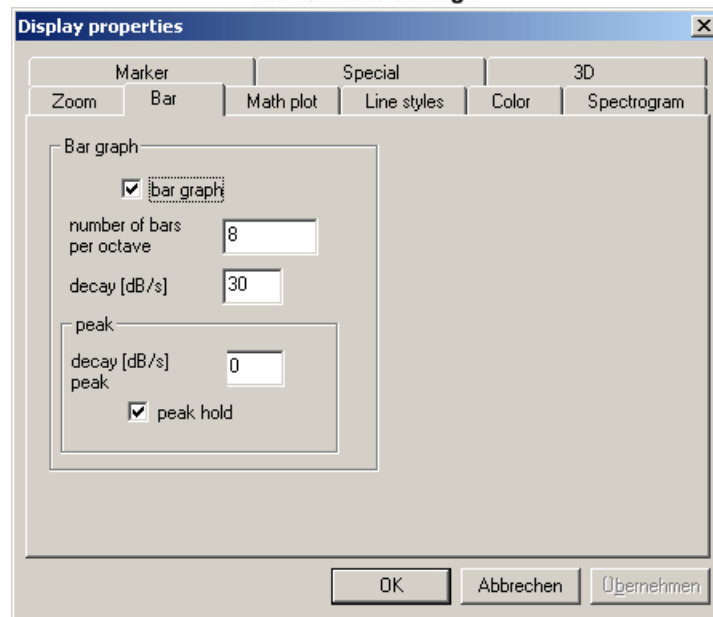 Display properties
Marker Special 3D
Zoom Bar Math plot Line styles Color Spectrogram
Bar graph
bar graph
number of bars
per octave
8
decay [dB/s]
30
peak
decay [dB/s]
peak
0
peak hold
OK Abbrechen Übernehmen